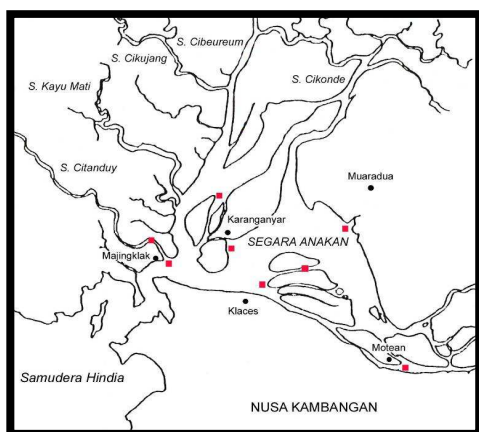 S. Cibeureum
S. Cikujang
S. Kayu Mati
S. Cikonde
S. Citanduy
Muaradua
Karanganyar
SEGARA ANAKAN
Majingklak
Klaces
Motean
Samudera Hindia
NUSA KAMBANGAN